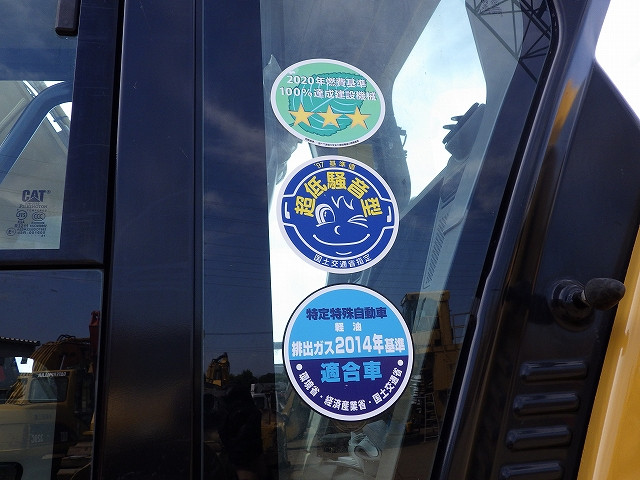 2020年燃費基準
100%達成建設機械
'97基準値
超低騒音型
国土交通省指定
特定特殊自動車
軽油
排出ガス2014年基準
適合車
●環境省・経済産業省・国土交通省●
CAT